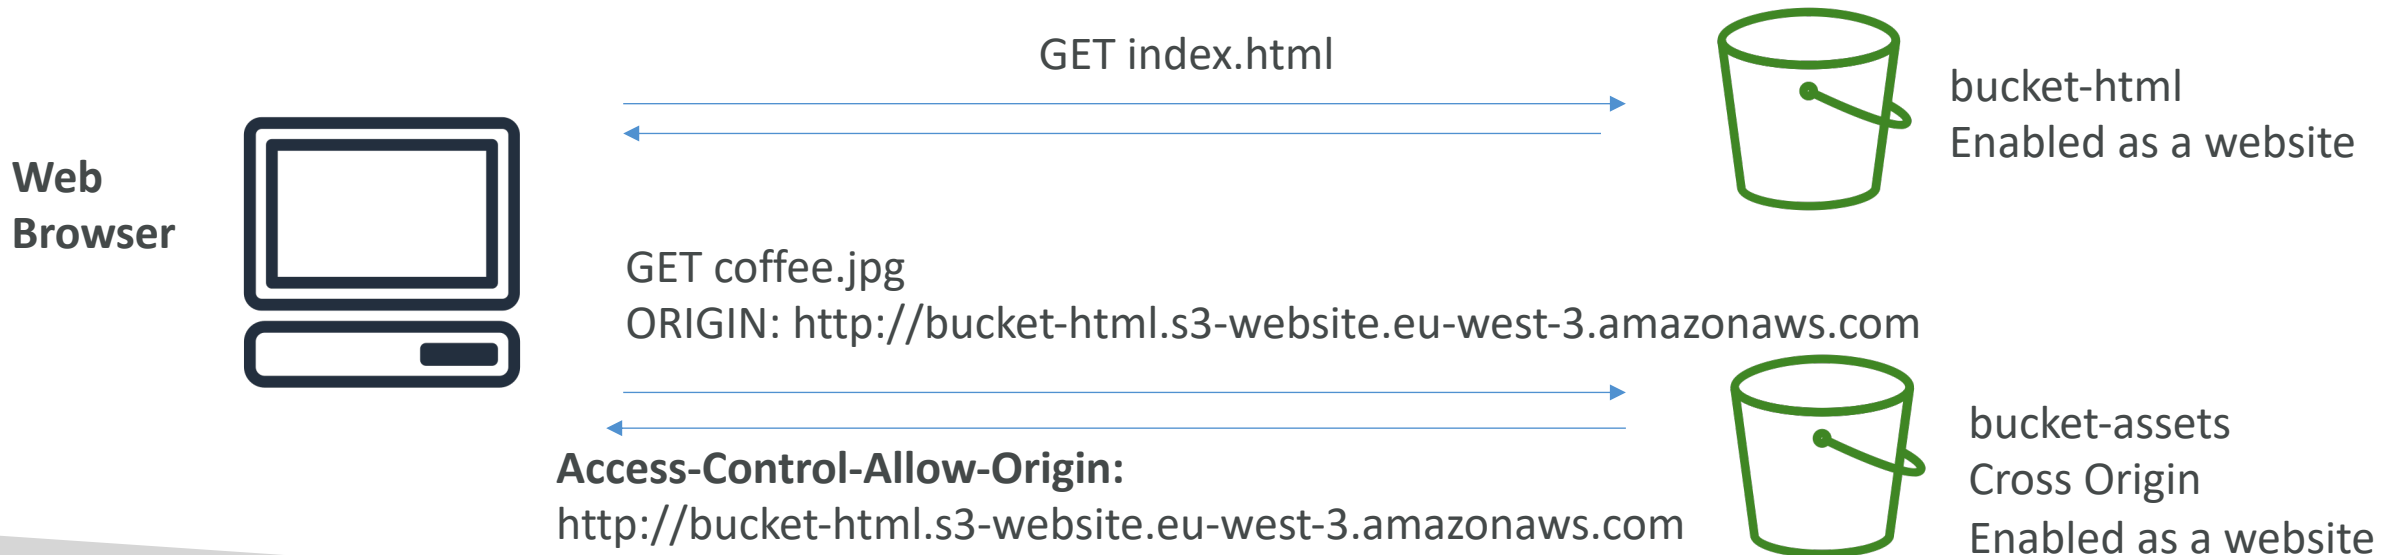 GET index.html
bucket-html
Enabled as a website
Web
Browser
GET coffee.jpg
ORIGIN: http://bucket-html.s3-website.eu-west-3.amazonaws.com
Access-Control-Allow-Origin:
http://bucket-html.s3-website.eu-west-3.amazonaws.com
bucket-assets
Cross Origin
Enabled as a website